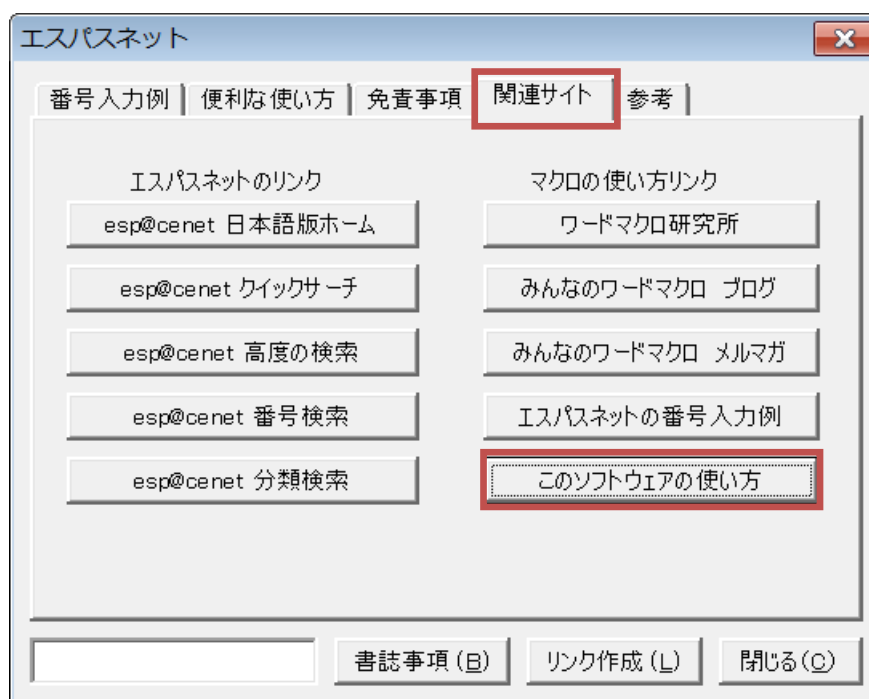 エスパスネット
番号入力例 便利な使い方 免責事項 関連サイト 参考
エスパスネットのリンク
esp@cenet 日本語版ホーム
esp@cenet クイックサーチ
esp@cenet 高度の検索
esp@cenet 番号検索
esp@cenet 分類検索
マクロの使い方リンク
ワードマクロ研究所
みんなのワードマクロ ブログ
みんなのワードマクロ メルマガ
エスパスネットの番号入力例
このソフトウェアの使い方
書誌事項(B) リンク作成(L) 閉じる(C)